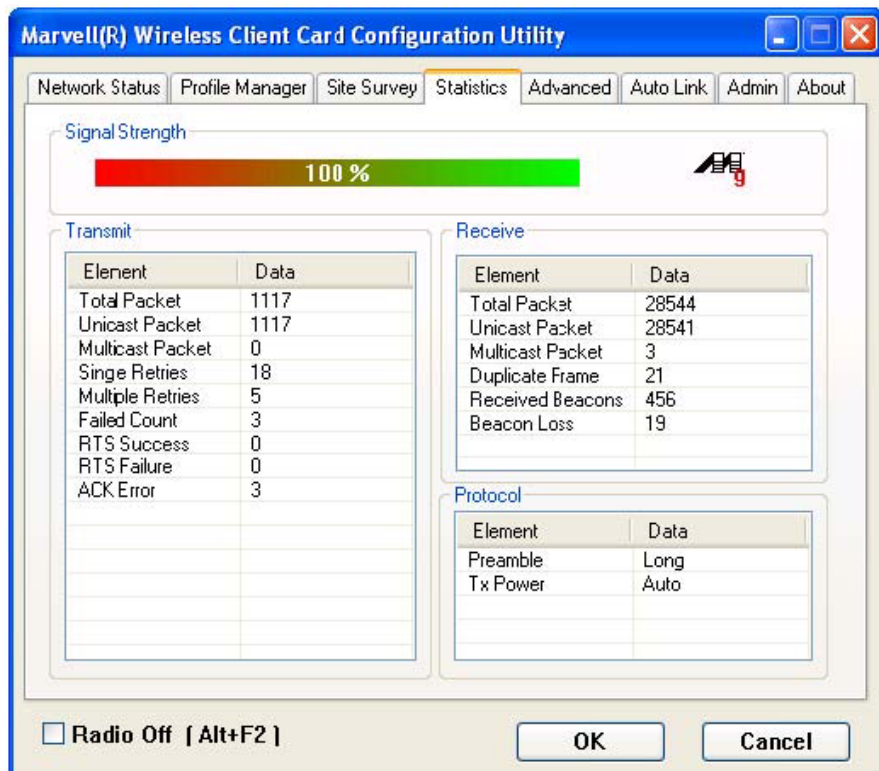 Marvell(R) Wireless Client Card Configuration Utility
Network Status Profile Manager Site Survey Statistics Advanced Auto Link Admin About
Signal Strength
100 %
g
Transmit
Element Data
Total Packet 1117
Unicast Packet 1117
Multicast Packet 0
Singe Retries 18
Multiple Retries 5
Failed Count 3
RTS Success 0
RTS Failure 0
ACK Error 3
Receive
Element Data
Total Packet 28544
Unicast Packet 28541
Multicast Packet 3
Duplicate Frame 21
Received Beacons 456
Beacon Loss 19
Protocol
Element Data
Preamble Long
Tx Power Auto
Radio Off [ Alt+F2 ]
OK
Cancel